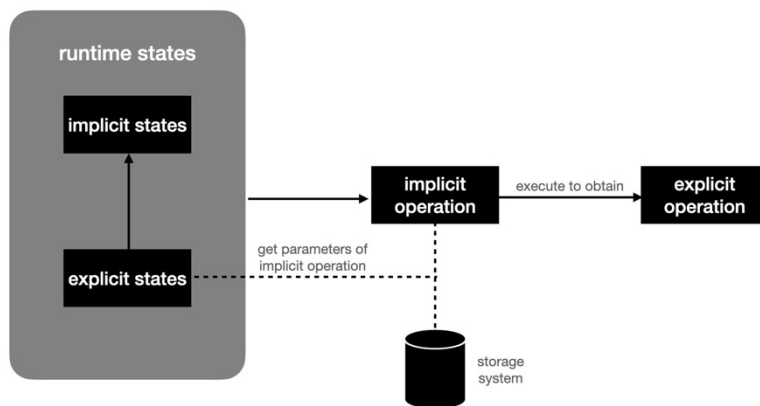 runtime states
implicit states
explicit states
implicit
operation
execute to obtain
explicit
operation
get parameters of
implicit operation
storage
system